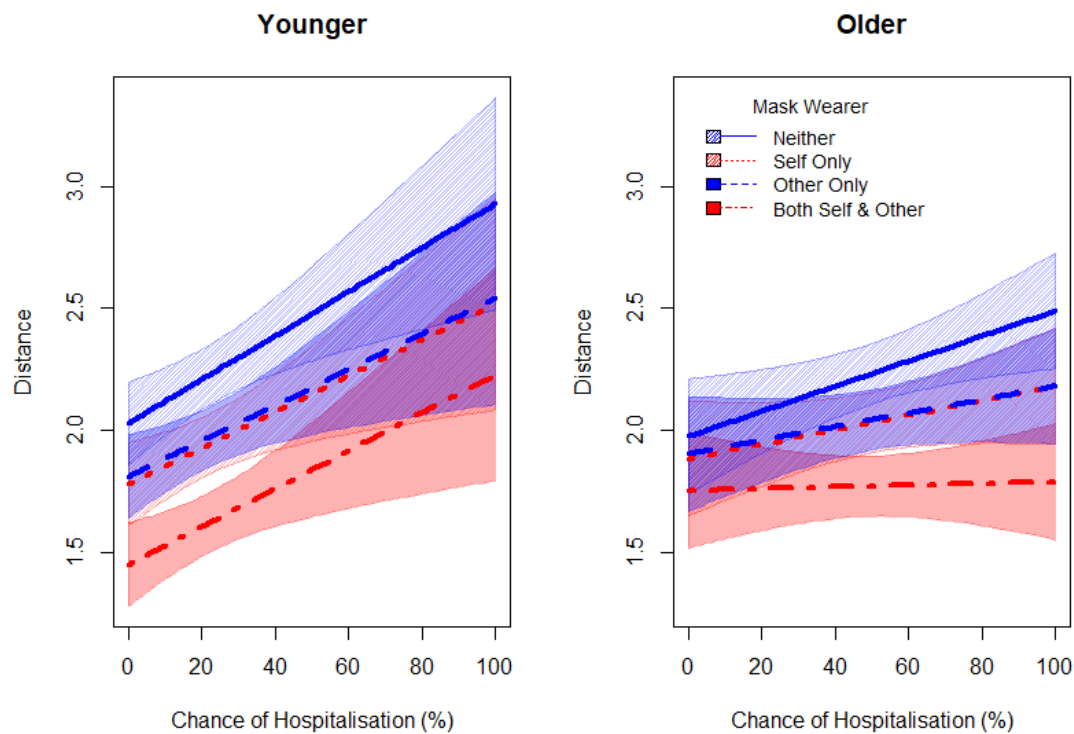 Younger
Older
Distance
3.0
2.5
2.0
1.5
0 20 40 60 80 100
Chance of Hospitalisation (%)
Distance
3.0
2.5
2.0
1.5
Mask Wearer
Neither
Self Only
Other Only
Both Self & Other
0 20 40 60 80 100
Chance of Hospitalisation (%)